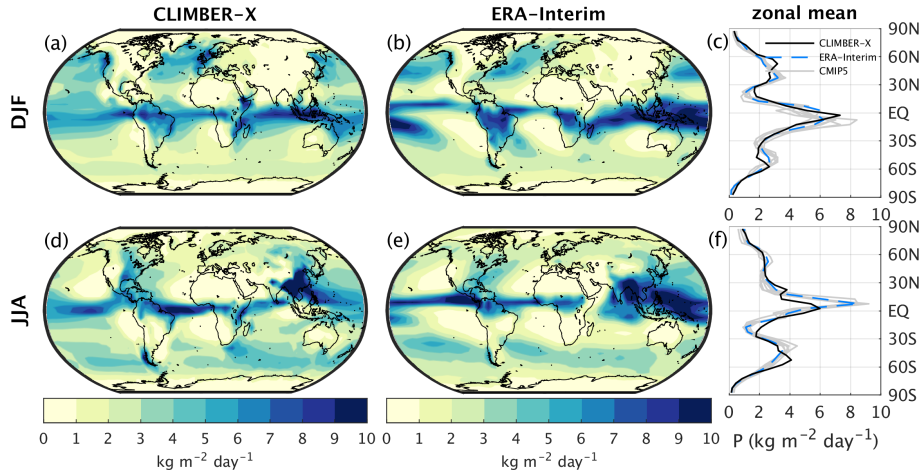 CLIMBER-X
ERA-Interim
zonal mean
DJF
(a)
(b)
(c)
CLIMBER-X
ERA-Interim
CMIP5
90N
60N
30N
EQ
30S
60S
90S
0 2 4 6 8 10
JJA
(d)
(e)
(f)
90N
60N
30N
EQ
30S
60S
90S
0 2 4 6 8 10
P (kg m⁻² day⁻¹)
0 1 2 3 4 5 6 7 8 9 10
kg m⁻² day⁻¹
0 1 2 3 4 5 6 7 8 9 10
kg m⁻² day⁻¹